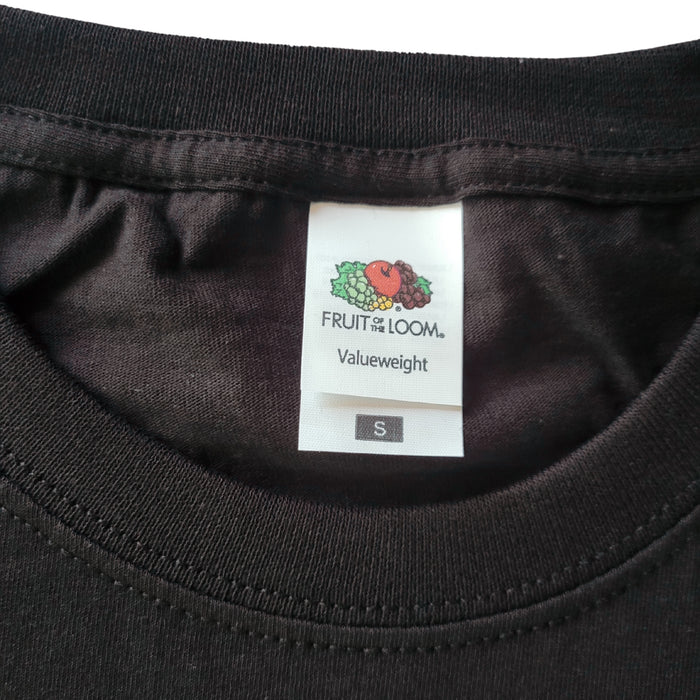 ®
FRUIT OF THE LOOM®
Valueweight
S